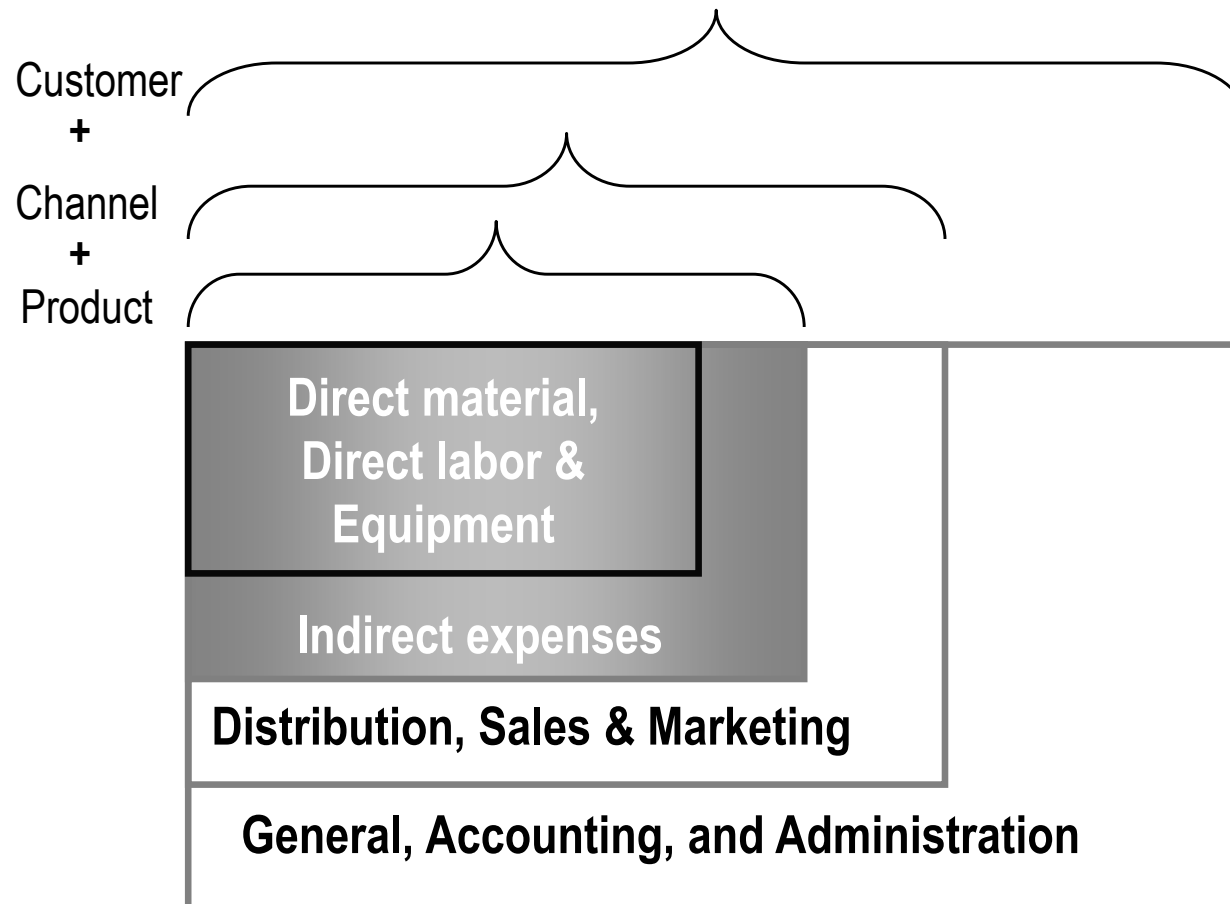 Customer
+
Channel
+
Product
Direct material,
Direct labor &
Equipment
Indirect expenses
Distribution, Sales & Marketing
General, Accounting, and Administration